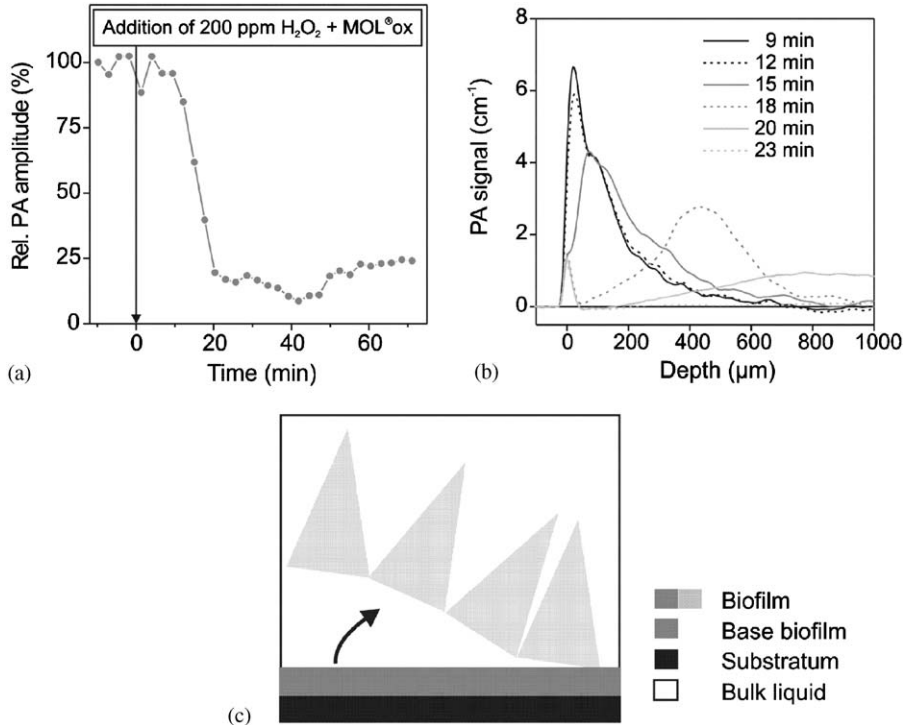 Addition of 200 ppm H₂O₂ + MOL®ox
Rel. PA amplitude (%)
100
75
50
25
0
0 20 40 60
Time (min)
(a)
PA signal (cm⁻¹)
8
6
4
2
0
9 min
12 min
15 min
18 min
20 min
23 min
0 200 400 600 800 1000
Depth (µm)
(b)
Biofilm
Base biofilm
Substratum
Bulk liquid
(c)